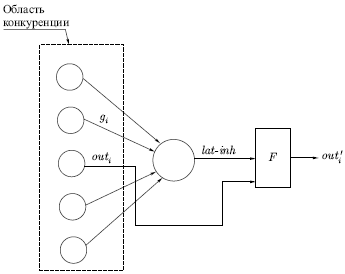 Область
конкуренции
g_i
out_i
lat-inh
F
out'_i